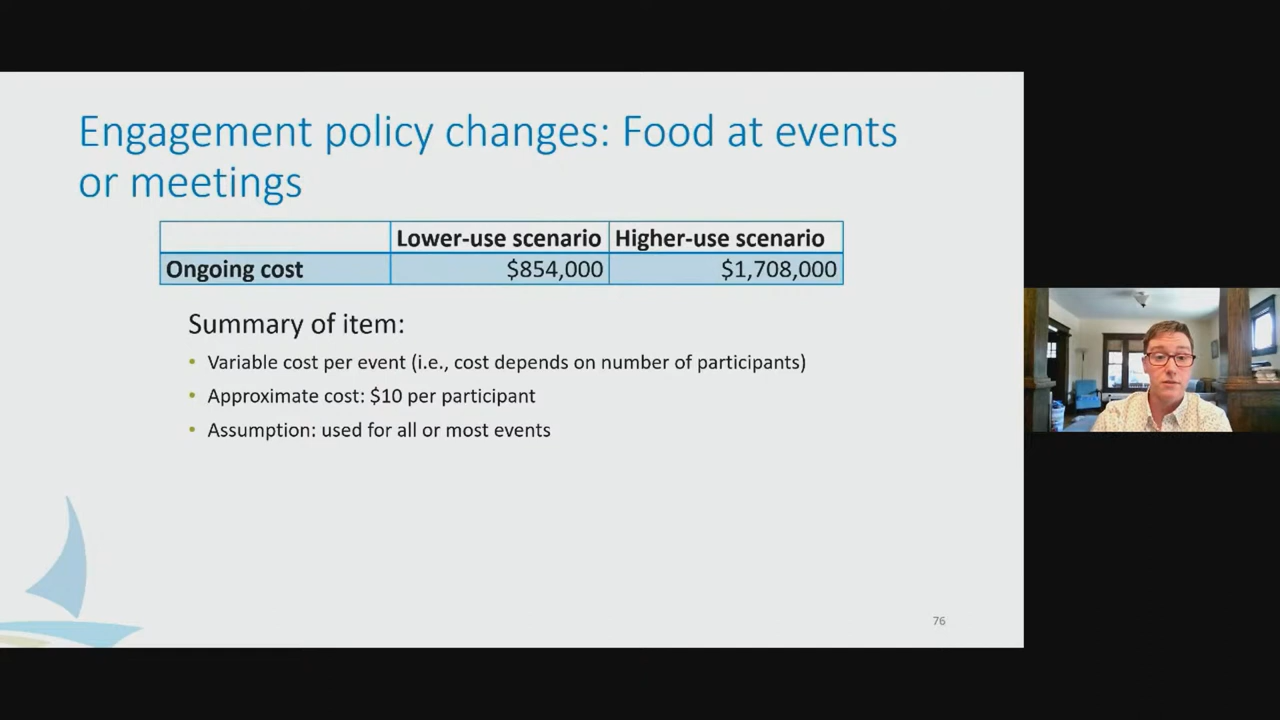 Engagement policy changes: Food at events
or meetings
Lower-use scenario Higher-use scenario
Ongoing cost $854,000 $1,708,000
Summary of item:
• Variable cost per event (i.e., cost depends on number of participants)
• Approximate cost: $10 per participant
• Assumption: used for all or most events
76